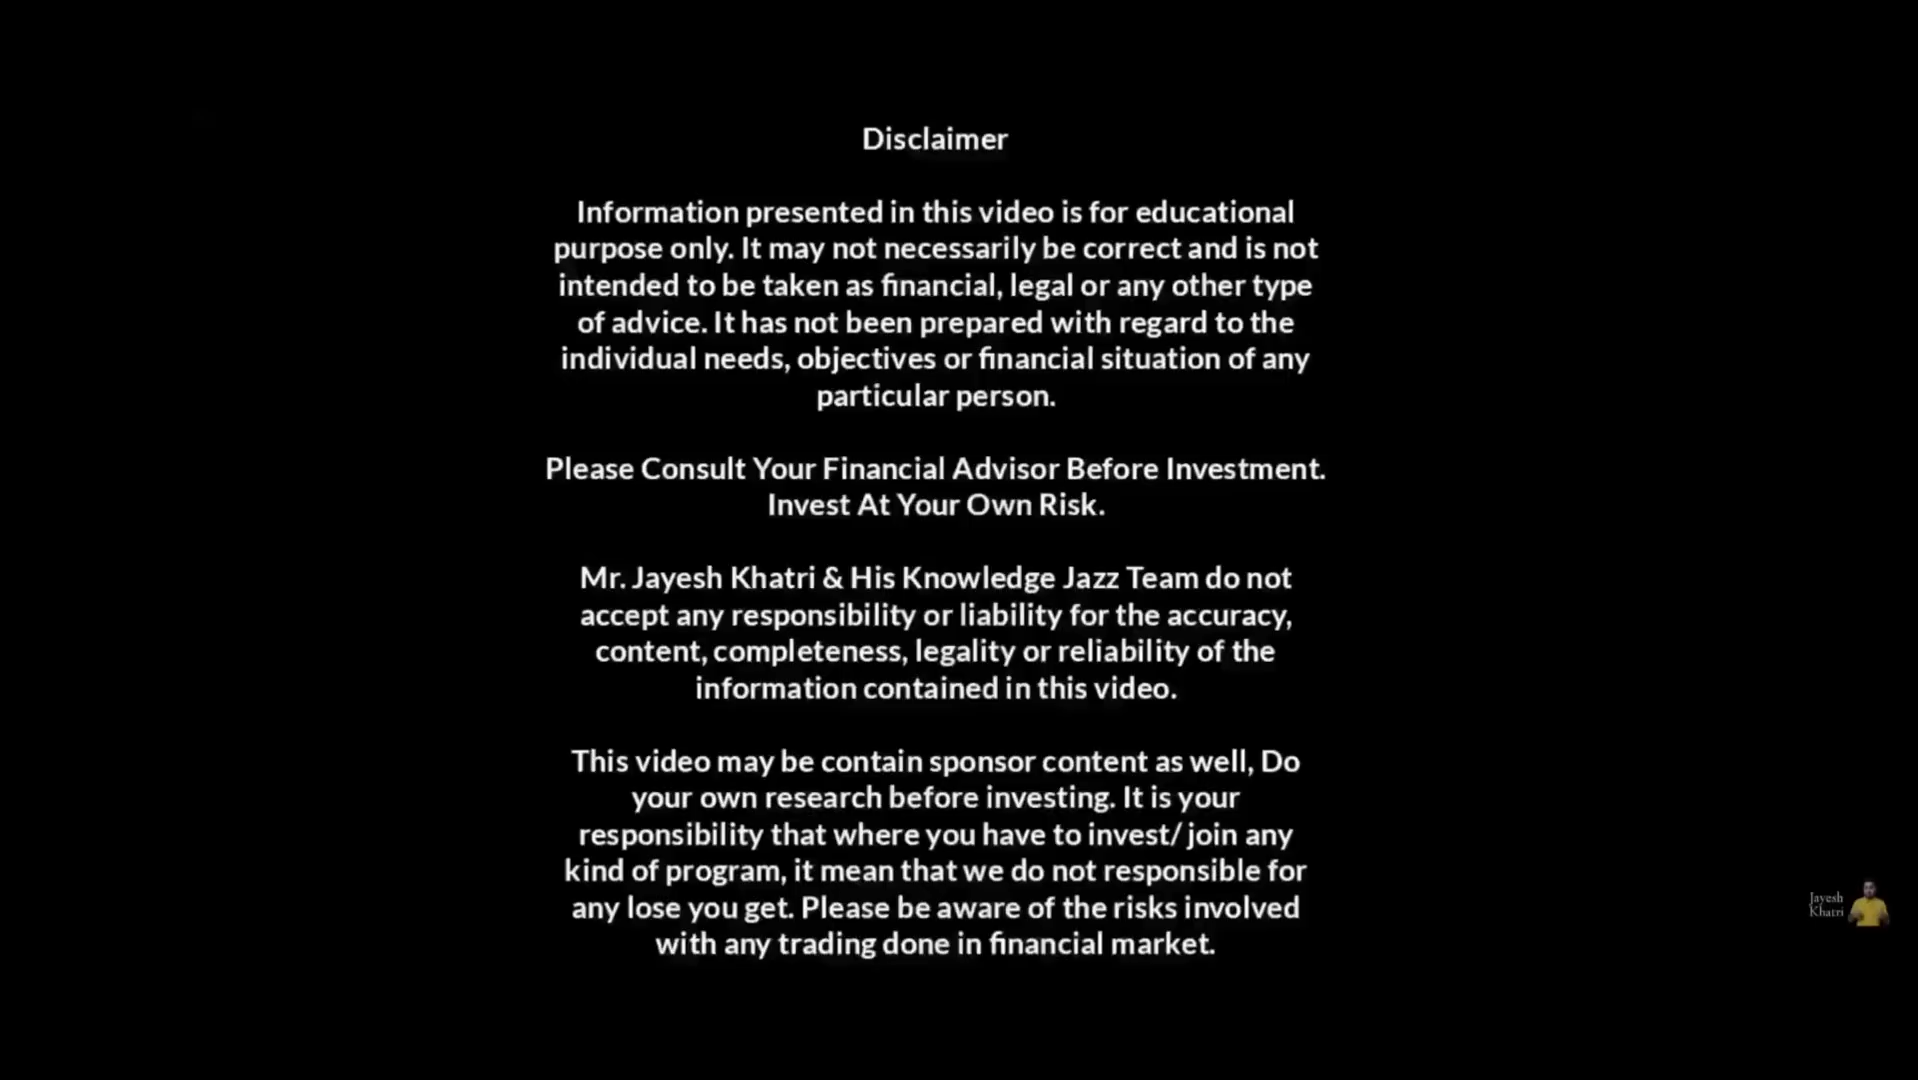 Disclaimer
Information presented in this video is for educational
purpose only. It may not necessarily be correct and is not
intended to be taken as financial, legal or any other type
of advice. It has not been prepared with regard to the
individual needs, objectives or financial situation of any
particular person.
Please Consult Your Financial Advisor Before Investment.
Invest At Your Own Risk.
Mr. Jayesh Khatri & His Knowledge Jazz Team do not
accept any responsibility or liability for the accuracy,
content, completeness, legality or reliability of the
information contained in this video.
This video may be contain sponsor content as well, Do
your own research before investing. It is your
responsibility that where you have to invest/ join any
kind of program, it mean that we do not responsible for
any lose you get. Please be aware of the risks involved
with any trading done in financial market.
Jayesh
Khatri